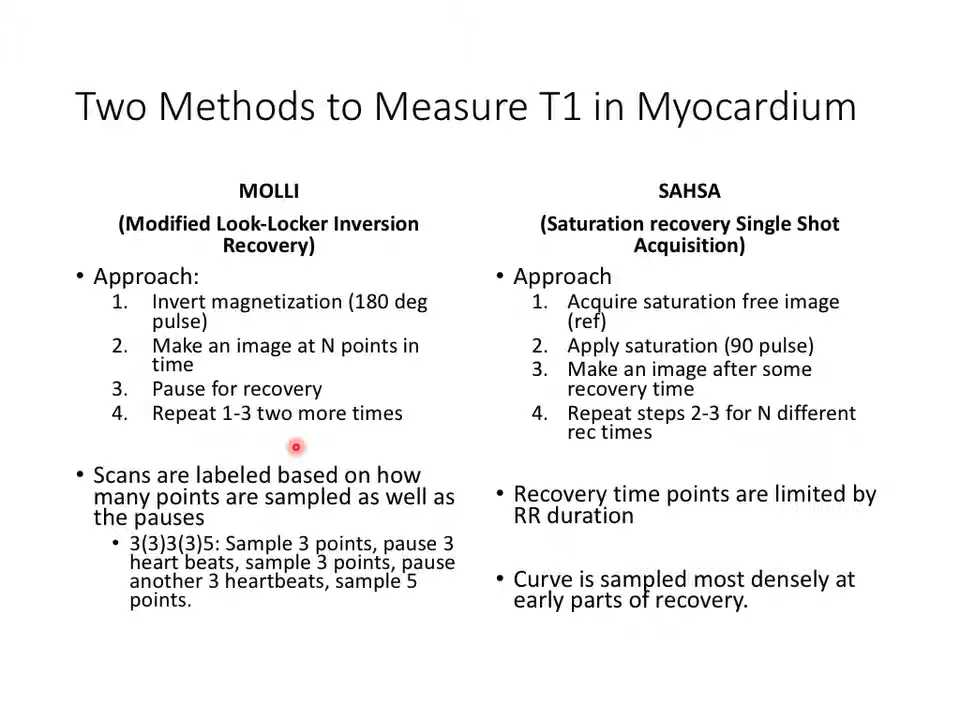 Two Methods to Measure T1 in Myocardium
MOLLI
(Modified Look-Locker Inversion
Recovery)
• Approach:
1. Invert magnetization (180 deg
pulse)
2. Make an image at N points in
time
3. Pause for recovery
4. Repeat 1-3 two more times
• Scans are labeled based on how
many points are sampled as well as
the pauses
• 3(3)3(3)5: Sample 3 points, pause 3
heart beats, sample 3 points, pause
another 3 heartbeats, sample 5
points.
SAHSA
(Saturation recovery Single Shot
Acquisition)
• Approach
1. Acquire saturation free image
(ref)
2. Apply saturation (90 pulse)
3. Make an image after some
recovery time
4. Repeat steps 2-3 for N different
rec times
• Recovery time points are limited by
RR duration
• Curve is sampled most densely at
early parts of recovery.